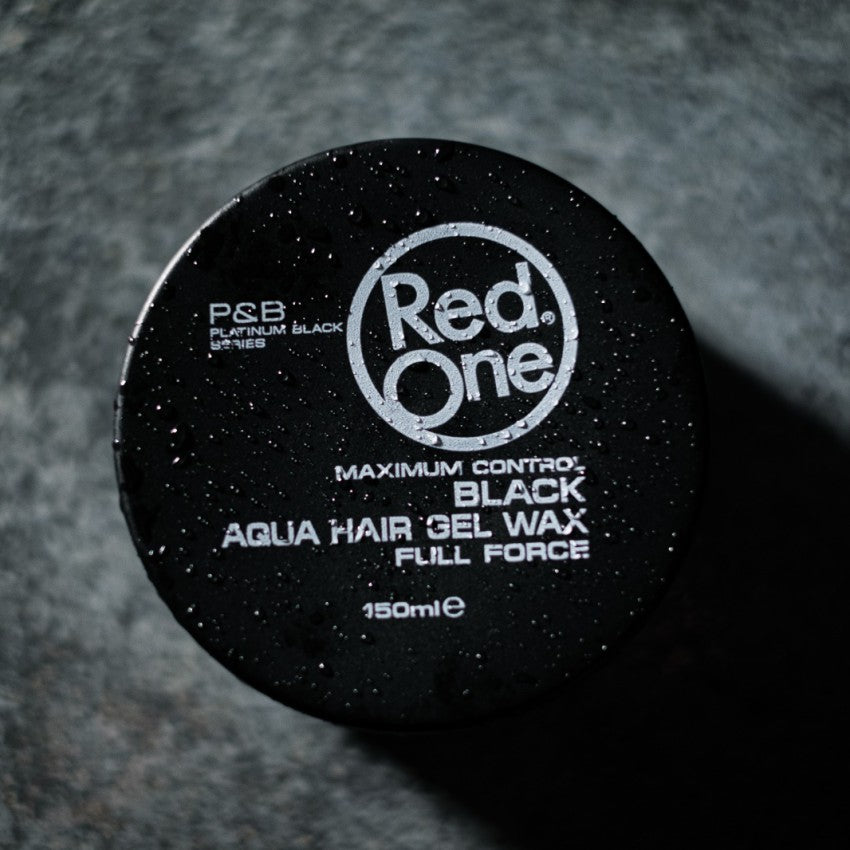 P&B
PLATINUM BLACK
SERIES
Red®
One
MAXIMUM CONTROL
BLACK
AQUA HAIR GEL WAX
FULL FORCE
150ml℮